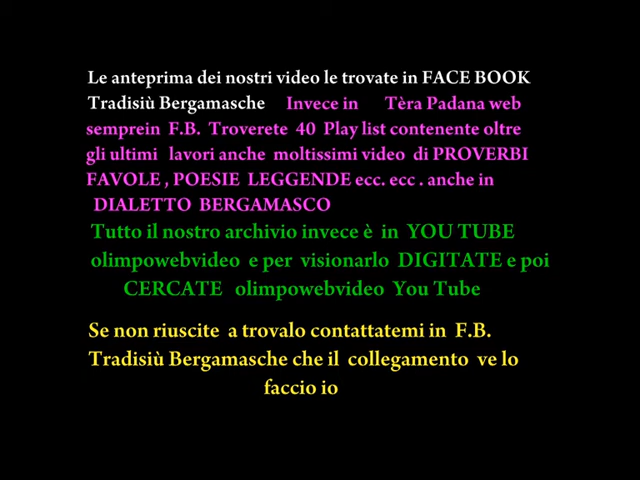 Le anteprima dei nostri video le trovate in FACE BOOK
Tradisiù Bergamasche Invece in Tèra Padana web
semprein F.B. Troverete 40 Play list contenente oltre
gli ultimi lavori anche moltissimi video di PROVERBI
FAVOLE , POESIE LEGGENDE ecc. ecc . anche in
DIALETTO BERGAMASCO
Tutto il nostro archivio invece è in YOU TUBE
olimpowebvideo e per visionarlo DIGITATE e poi
CERCATE olimpowebvideo You Tube
Se non riuscite a trovalo contattatemi in F.B.
Tradisiù Bergamasche che il collegamento ve lo
faccio io